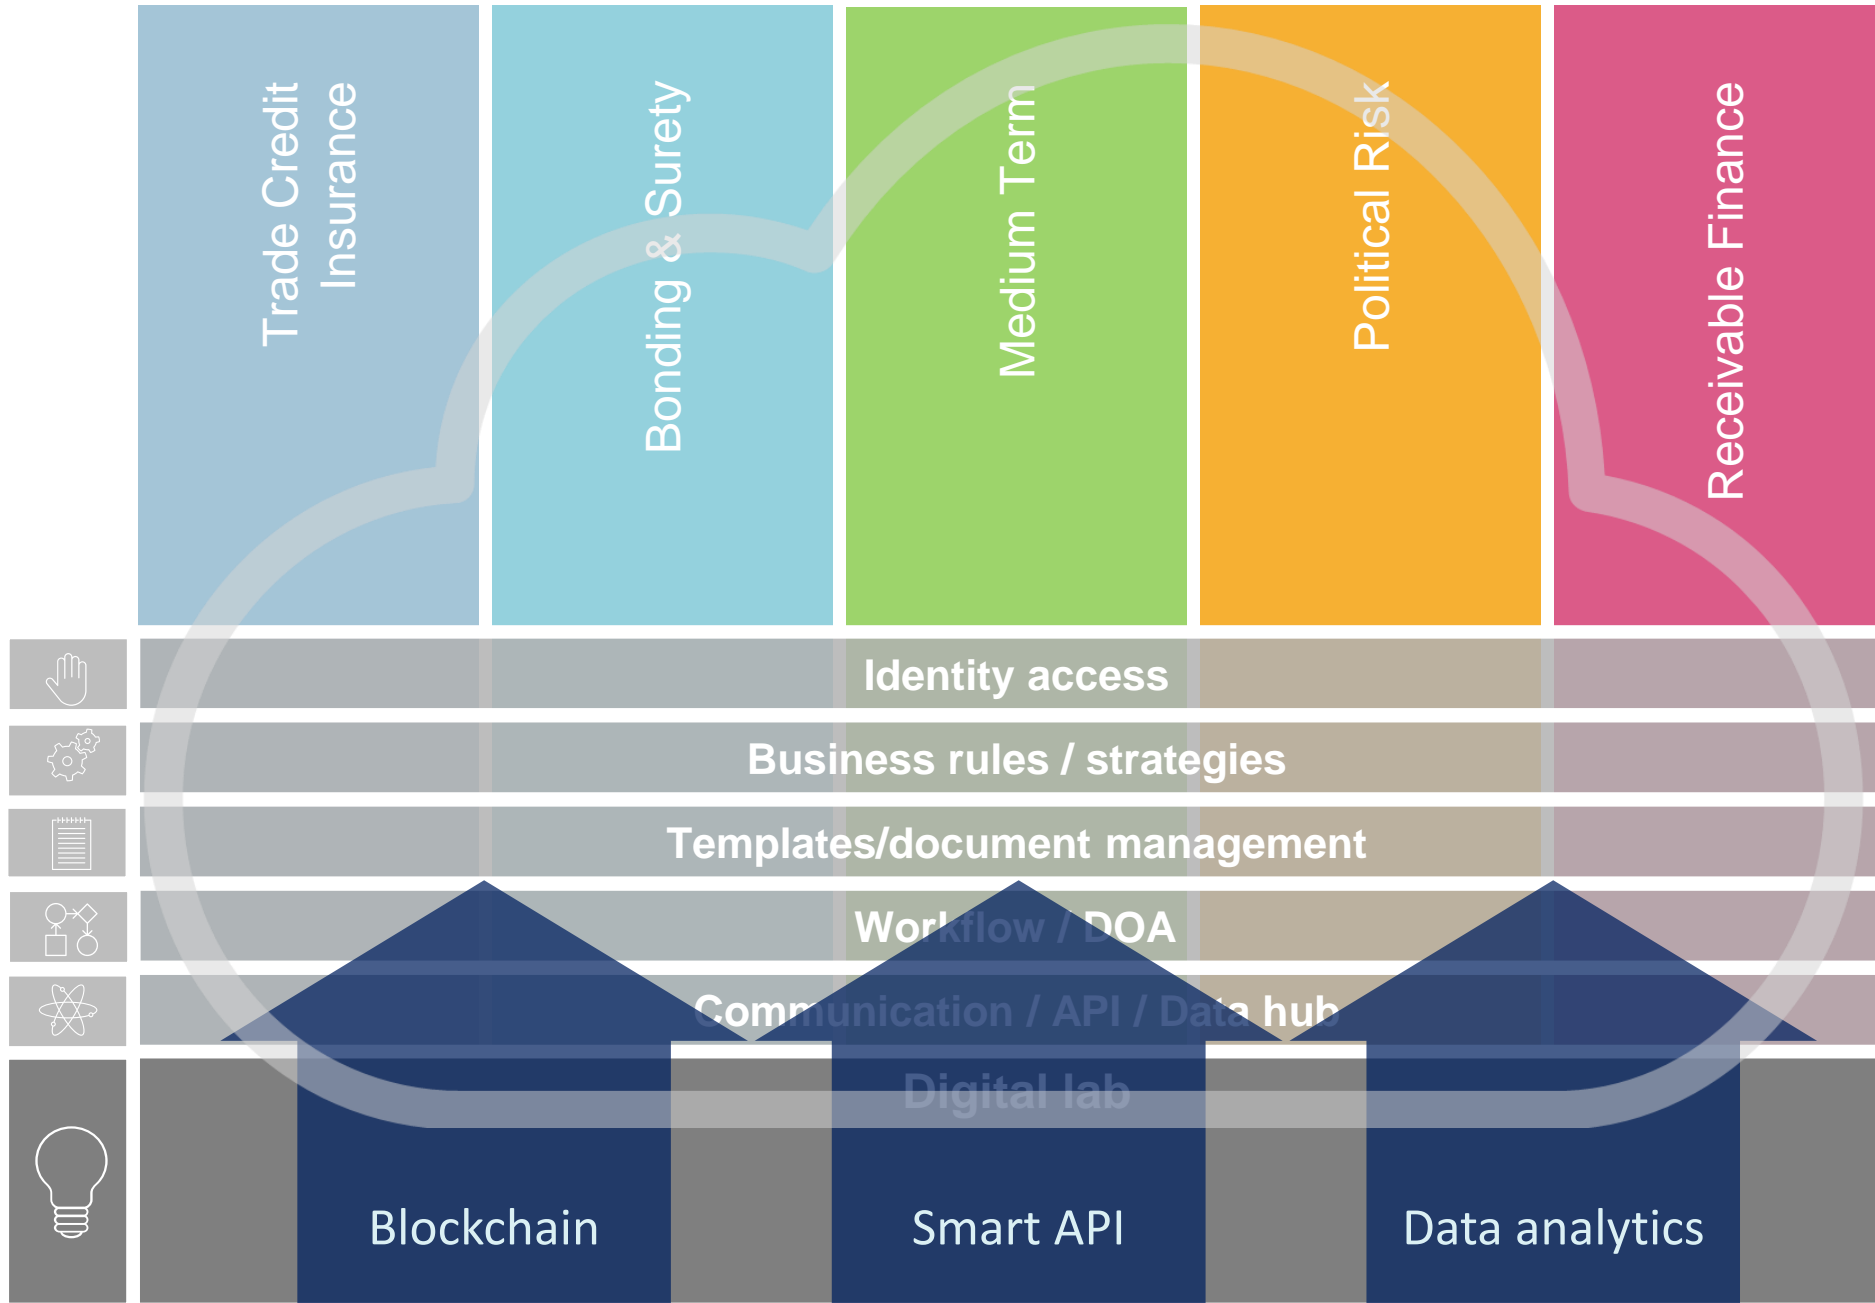 Trade Credit
Insurance
Bonding & Surety
Medium Term
Political Risk
Receivable Finance
Identity access
Business rules / strategies
Templates/document management
Workflow / DOA
Communication / API / Data hub
Digital lab
Blockchain
Smart API
Data analytics